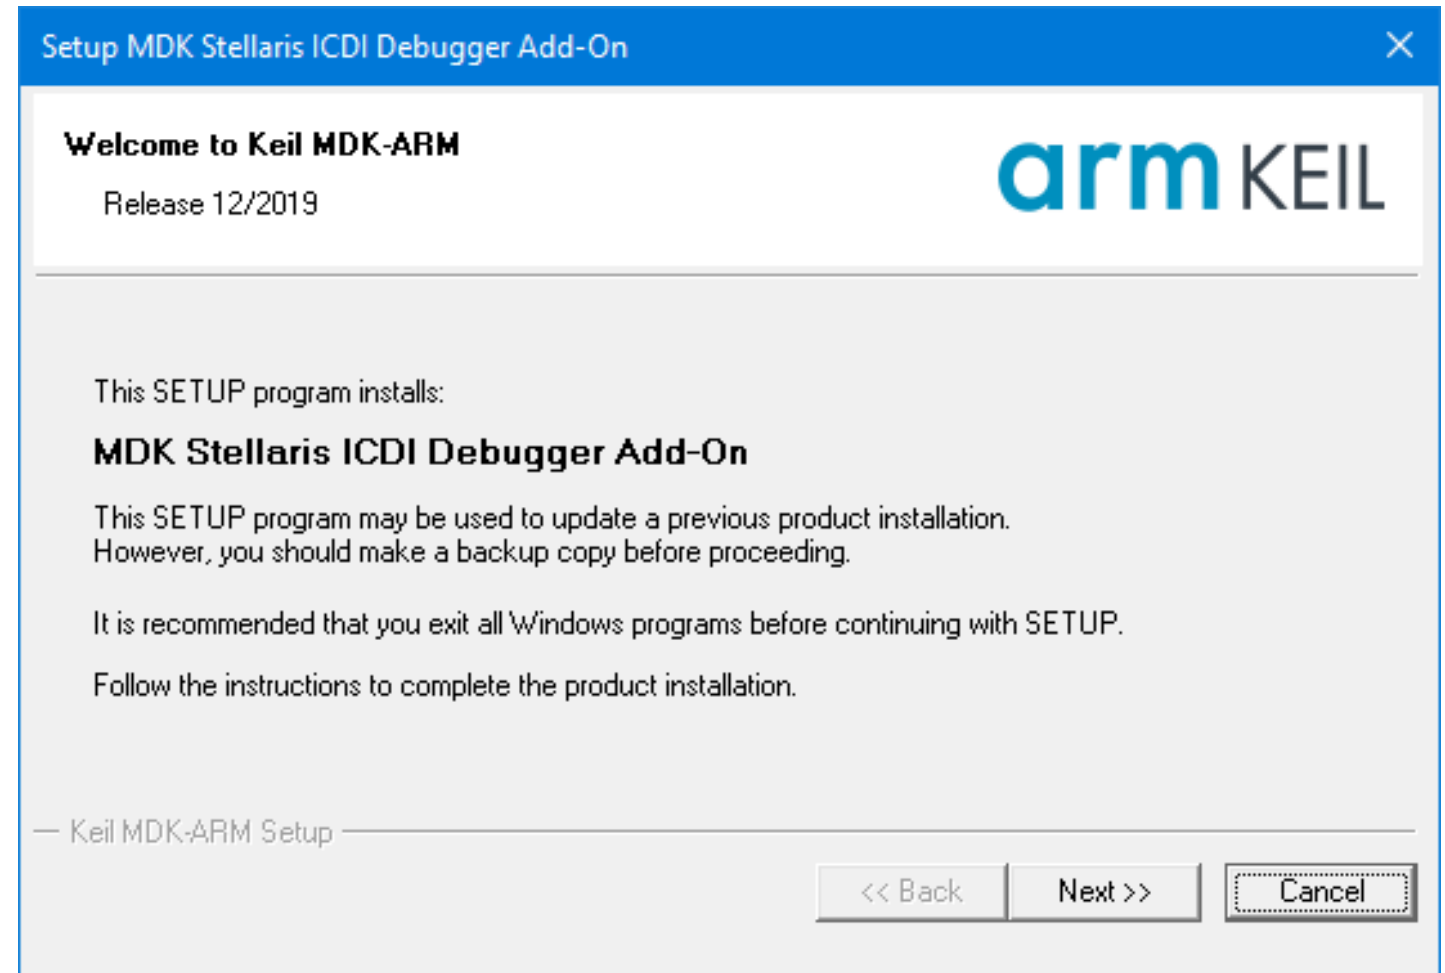 Setup MDK Stellaris ICDI Debugger Add-On
Welcome to Keil MDK-ARM
Release 12/2019
arm KEIL
This SETUP program installs:
MDK Stellaris ICDI Debugger Add-On
This SETUP program may be used to update a previous product installation.
However, you should make a backup copy before proceeding.
It is recommended that you exit all Windows programs before continuing with SETUP.
Follow the instructions to complete the product installation.
Keil MDK-ARM Setup
<< Back
Next >>
Cancel